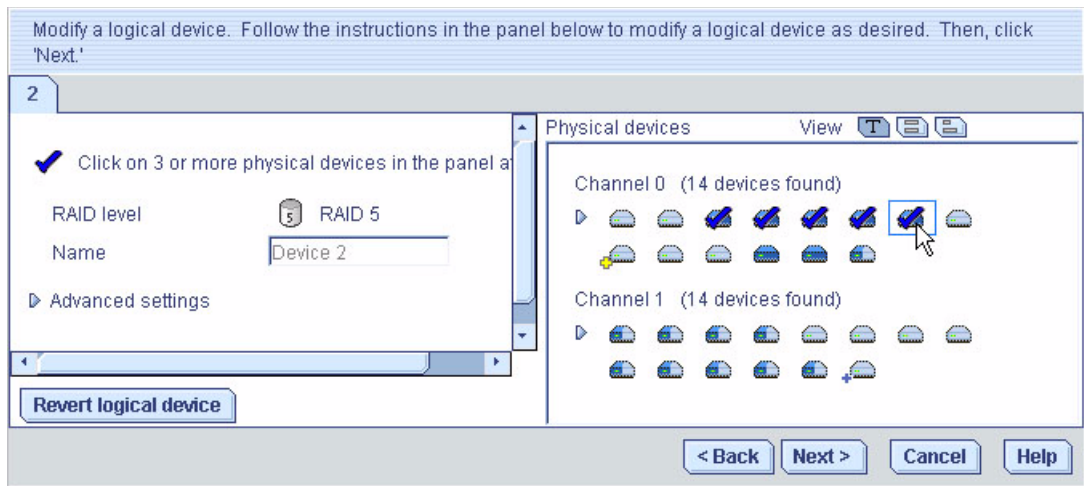 Modify a logical device. Follow the instructions in the panel below to modify a logical device as desired. Then, click
'Next.'
2
Click on 3 or more physical devices in the panel a
RAID level
5
RAID 5
Name
Device 2
Advanced settings
Revert logical device
Physical devices
View
T
Channel 0 (14 devices found)
Channel 1 (14 devices found)
< Back
Next >
Cancel
Help